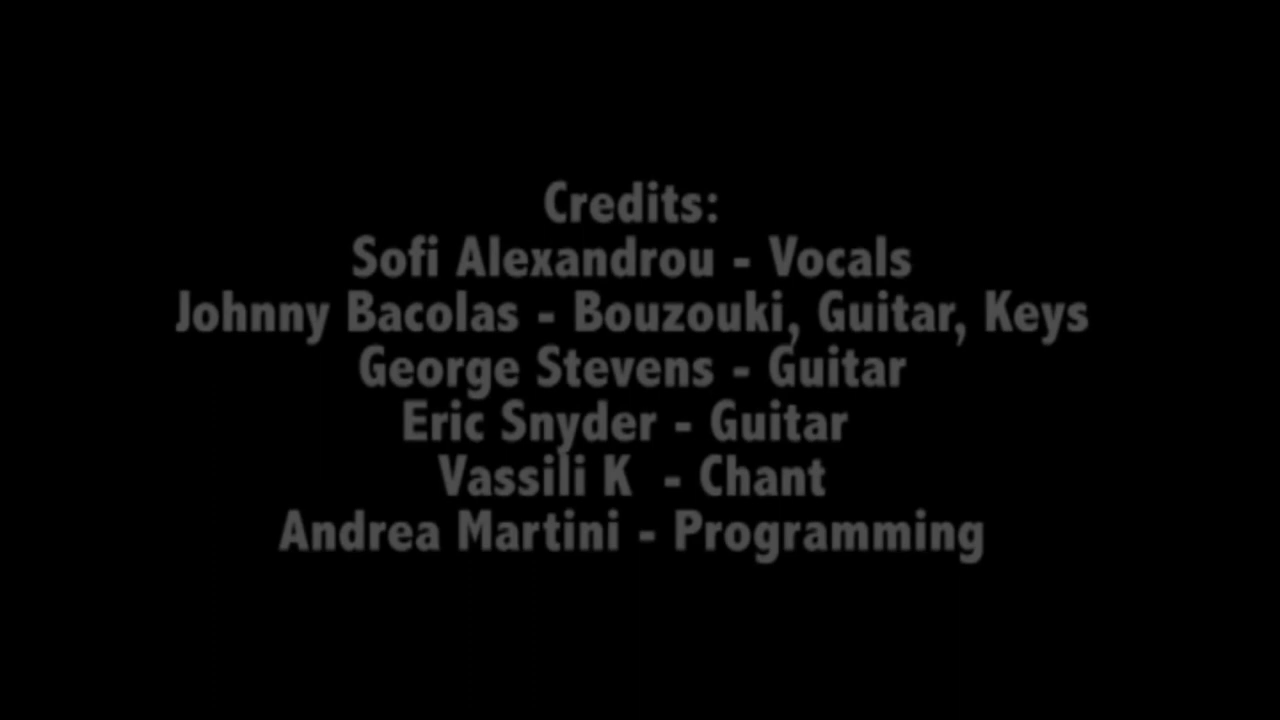 Credits:
Sofi Alexandrou - Vocals
Johnny Bacolas - Bouzouki, Guitar, Keys
George Stevens - Guitar
Eric Snyder - Guitar
Vassili K  - Chant
Andrea Martini - Programming